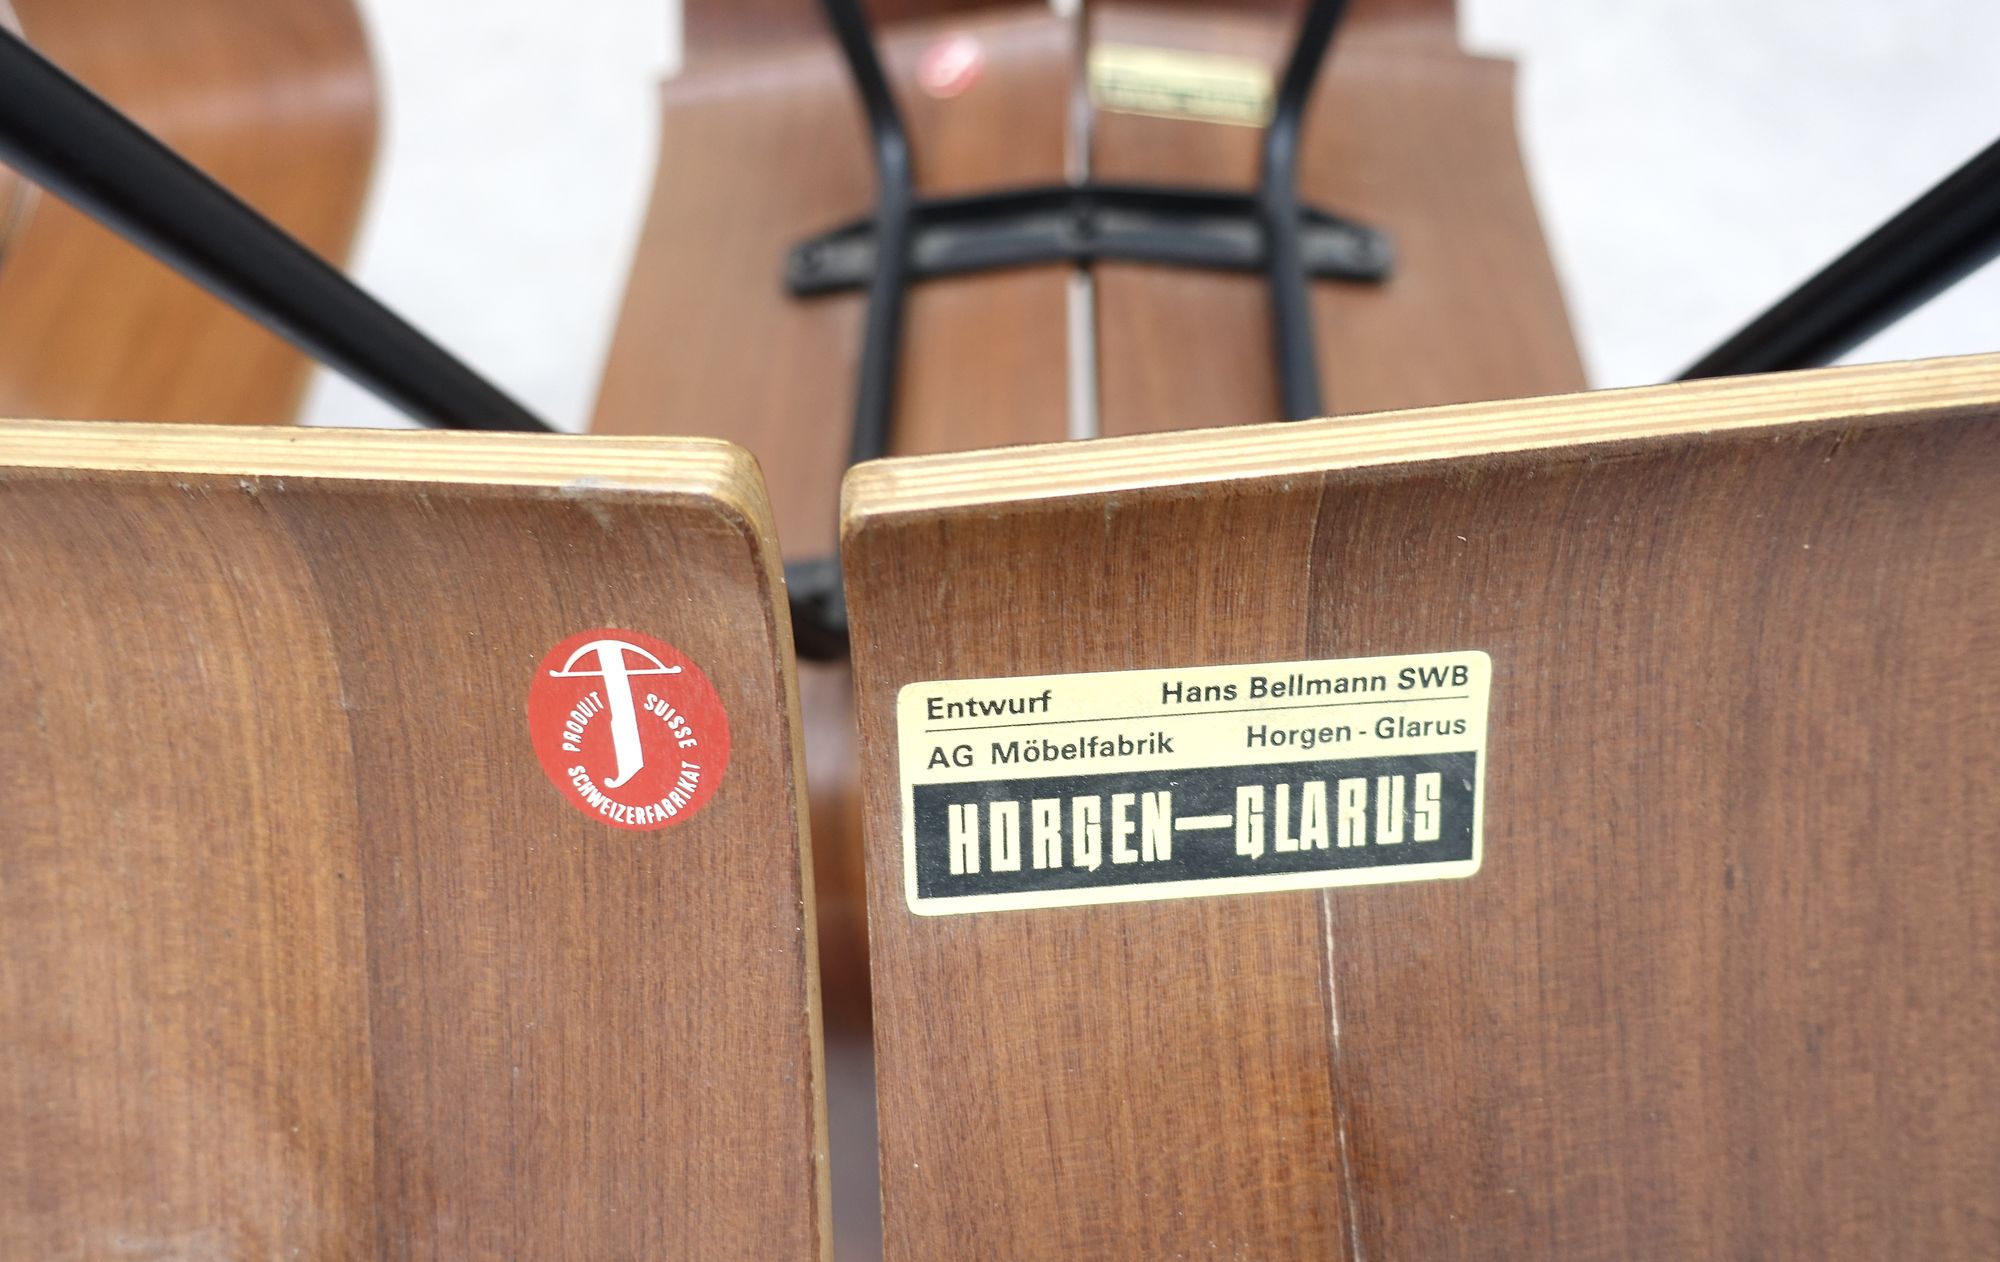 PRODUIT SUISSE
SCHWEIZERFABRIKAT
Entwurf Hans Bellmann SWB
AG Möbelfabrik Horgen - Glarus
HORGEN—GLARUS